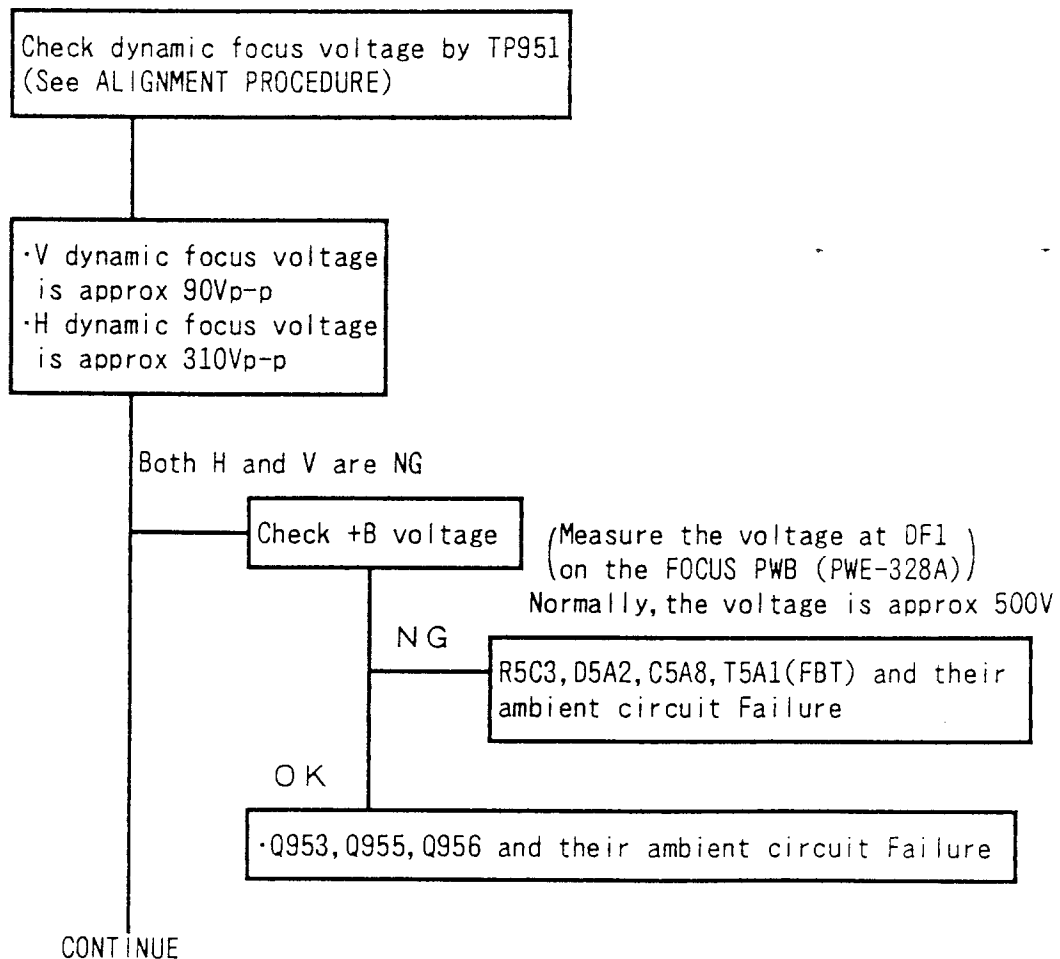 Check dynamic focus voltage by TP951
(See ALIGNMENT PROCEDURE)
·V dynamic focus voltage
is approx 90Vp-p
·H dynamic focus voltage
is approx 310Vp-p
Both H and V are NG
Check +B voltage
(Measure the voltage at DF1
on the FOCUS PWB (PWE-328A))
Normally, the voltage is approx 500V
NG
R5C3, D5A2, C5A8, T5A1(FBT) and their
ambient circuit Failure
OK
·Q953, Q955, Q956 and their ambient circuit Failure
CONTINUE